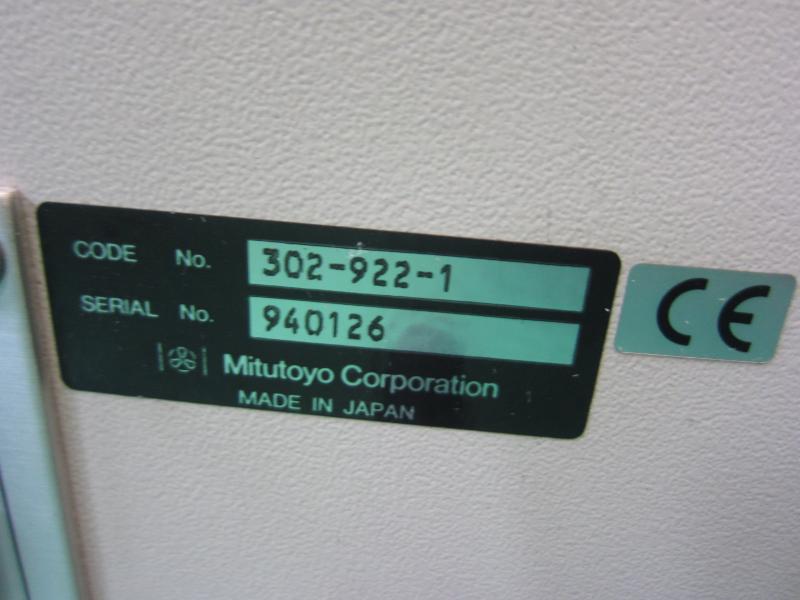 CODE No. 302-922-1
SERIAL No. 940126
Mitutoyo Corporation
MADE IN JAPAN
CE